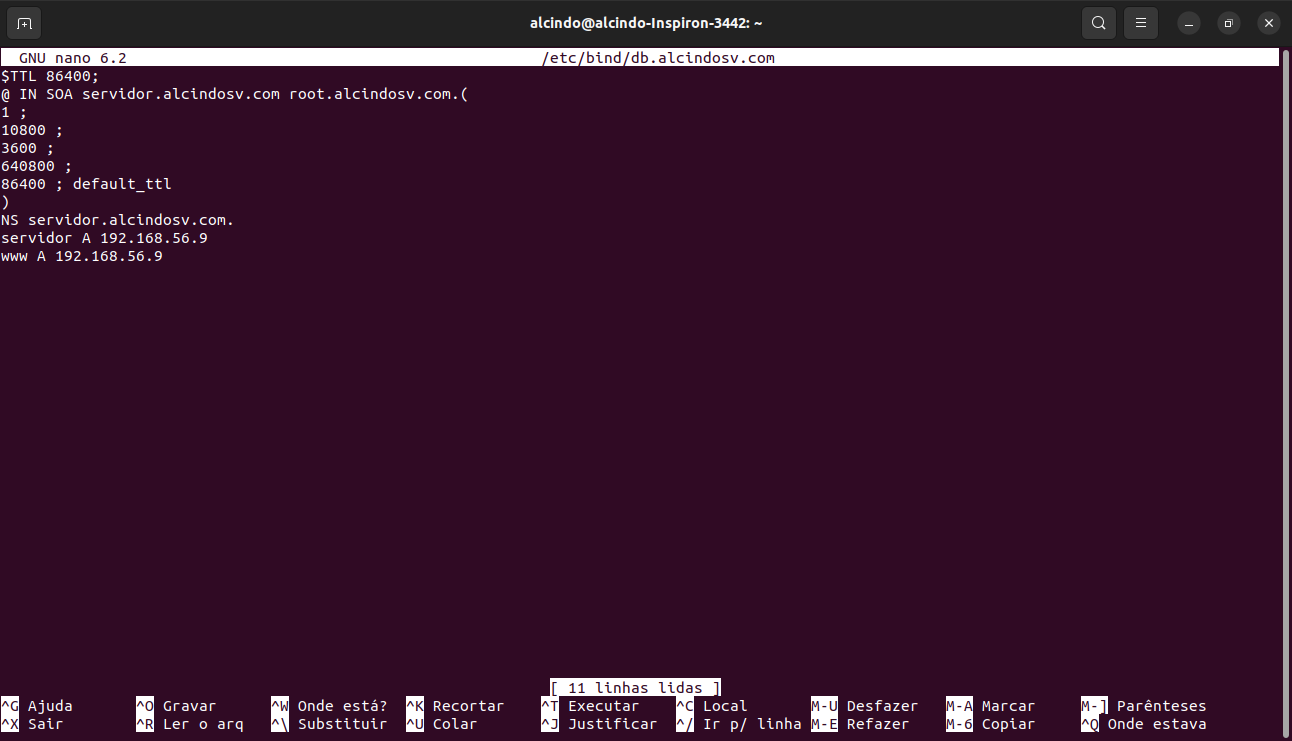 alcindo@alcindo-Inspiron-3442: ~
GNU nano 6.2 /etc/bind/db.alcindosv.com
$TTL 86400;
@ IN SOA servidor.alcindosv.com root.alcindosv.com.(
1 ;
10800 ;
3600 ;
640800 ;
86400 ; default_ttl
)
NS servidor.alcindosv.com.
servidor A 192.168.56.9
www A 192.168.56.9
[ 11 linhas lidas ]
^G Ajuda ^O Gravar ^W Onde está? ^K Recortar ^T Executar ^C Local M-U Desfazer M-A Marcar M-] Parênteses
^X Sair ^R Ler o arq ^\ Substituir ^U Colar ^J Justificar ^/ Ir p/ linha M-E Refazer M-6 Copiar ^Q Onde estava